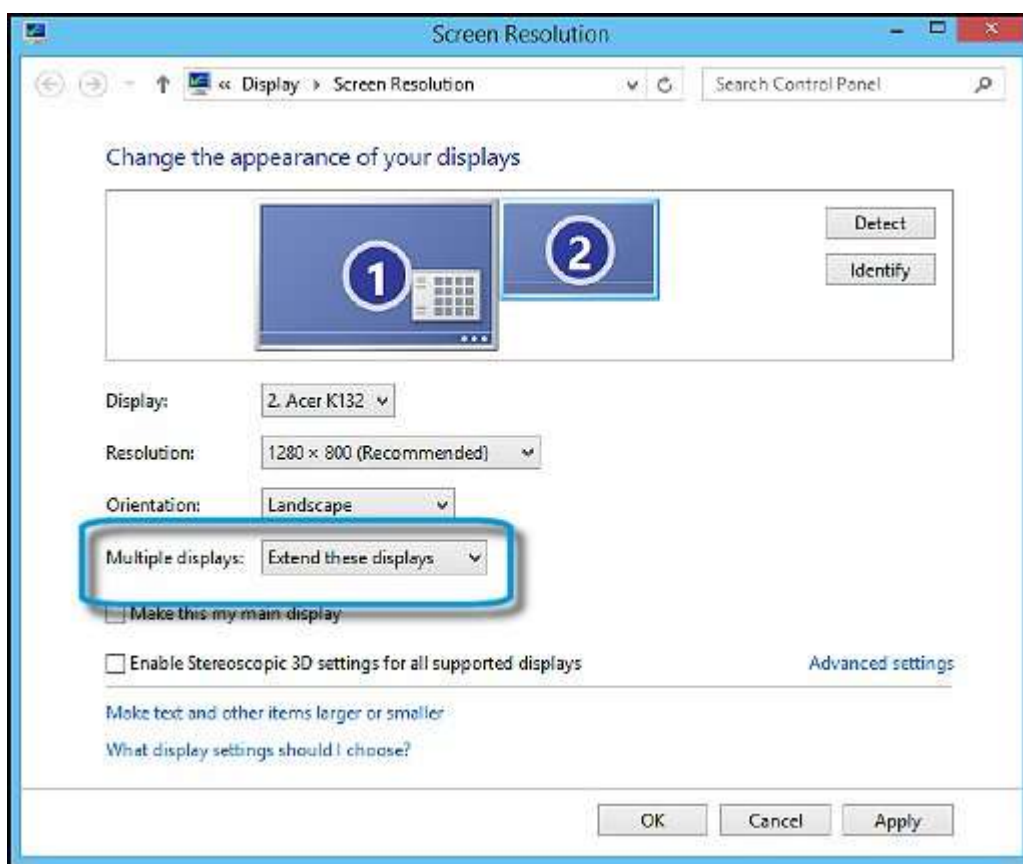 Screen Resolution
« Display › Screen Resolution
Search Control Panel
Change the appearance of your displays
1
2
Detect
Identify
Display: 2. Acer K132
Resolution: 1280 × 800 (Recommended)
Orientation: Landscape
Multiple displays: Extend these displays
Make this my main display
Enable Stereoscopic 3D settings for all supported displays Advanced settings
Make text and other items larger or smaller
What display settings should I choose?
OK Cancel Apply